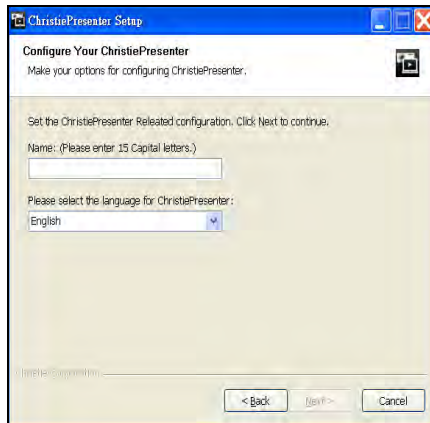 ChristiePresenter Setup
Configure Your ChristiePresenter
Make your options for configuring ChristiePresenter.
Set the ChristiePresenter Releated configuration. Click Next to continue.
Name: (Please enter 15 Capital letters.)
Please select the language for ChristiePresenter:
English
< Back
Next >
Cancel